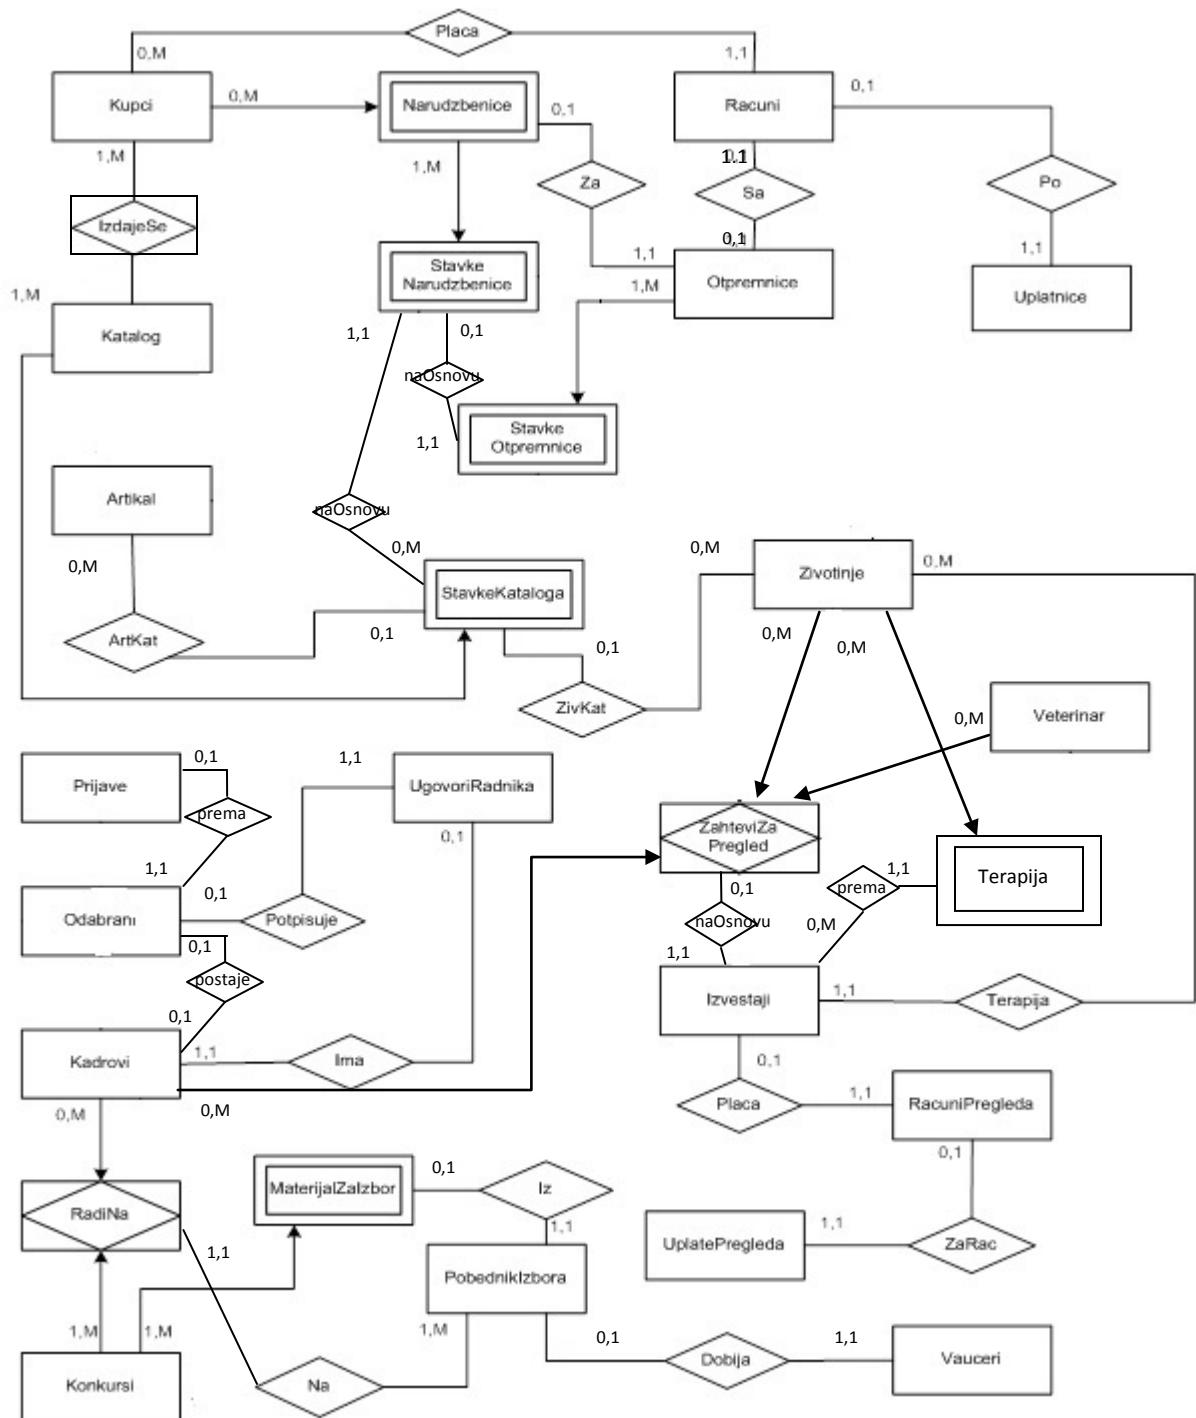 Placa
0,M
1,1
Kupci
0,M
Narudzbenice
0,1
Racuni
0,1
1,M
1,M
Za
1,1
Sa
Po
IzdajeSe
0,1
1,1
1,1
Stavke
Narudzbenice
1,M
Otpremnice
1,M
Uplatnice
Katalog
1,1
0,1
naOsnovu
1,1
Stavke
Otpremnice
Artikal
naOsnovu
0,M
0,M
0,M
Zivotinje
0,M
StavkeKataloga
ArtKat
0,1
0,1
0,M
0,M
ZivKat
0,M
Veterinar
Prijave
0,1
1,1
UgovoriRadnika
prema
0,1
ZahteviZa
Pregled
1,1
0,1
Odabrani
Potpisuje
0,1
0,1
prema
1,1
Terapija
naOsnovu
0,M
0,1
postaje
1,1
Izvestaji
1,1
Terapija
0,1
Kadrovi
1,1
Ima
0,1
0,M
0,M
Placa
1,1
RacuniPregleda
0,1
MaterijalZaIzbor
0,1
Iz
1,1
RadiNa
1,1
UplatePregleda
1,1
ZaRac
PobednikIzbora
1,M
1,M
1,M
0,1
1,1
Konkursi
Na
Dobija
Vauceri